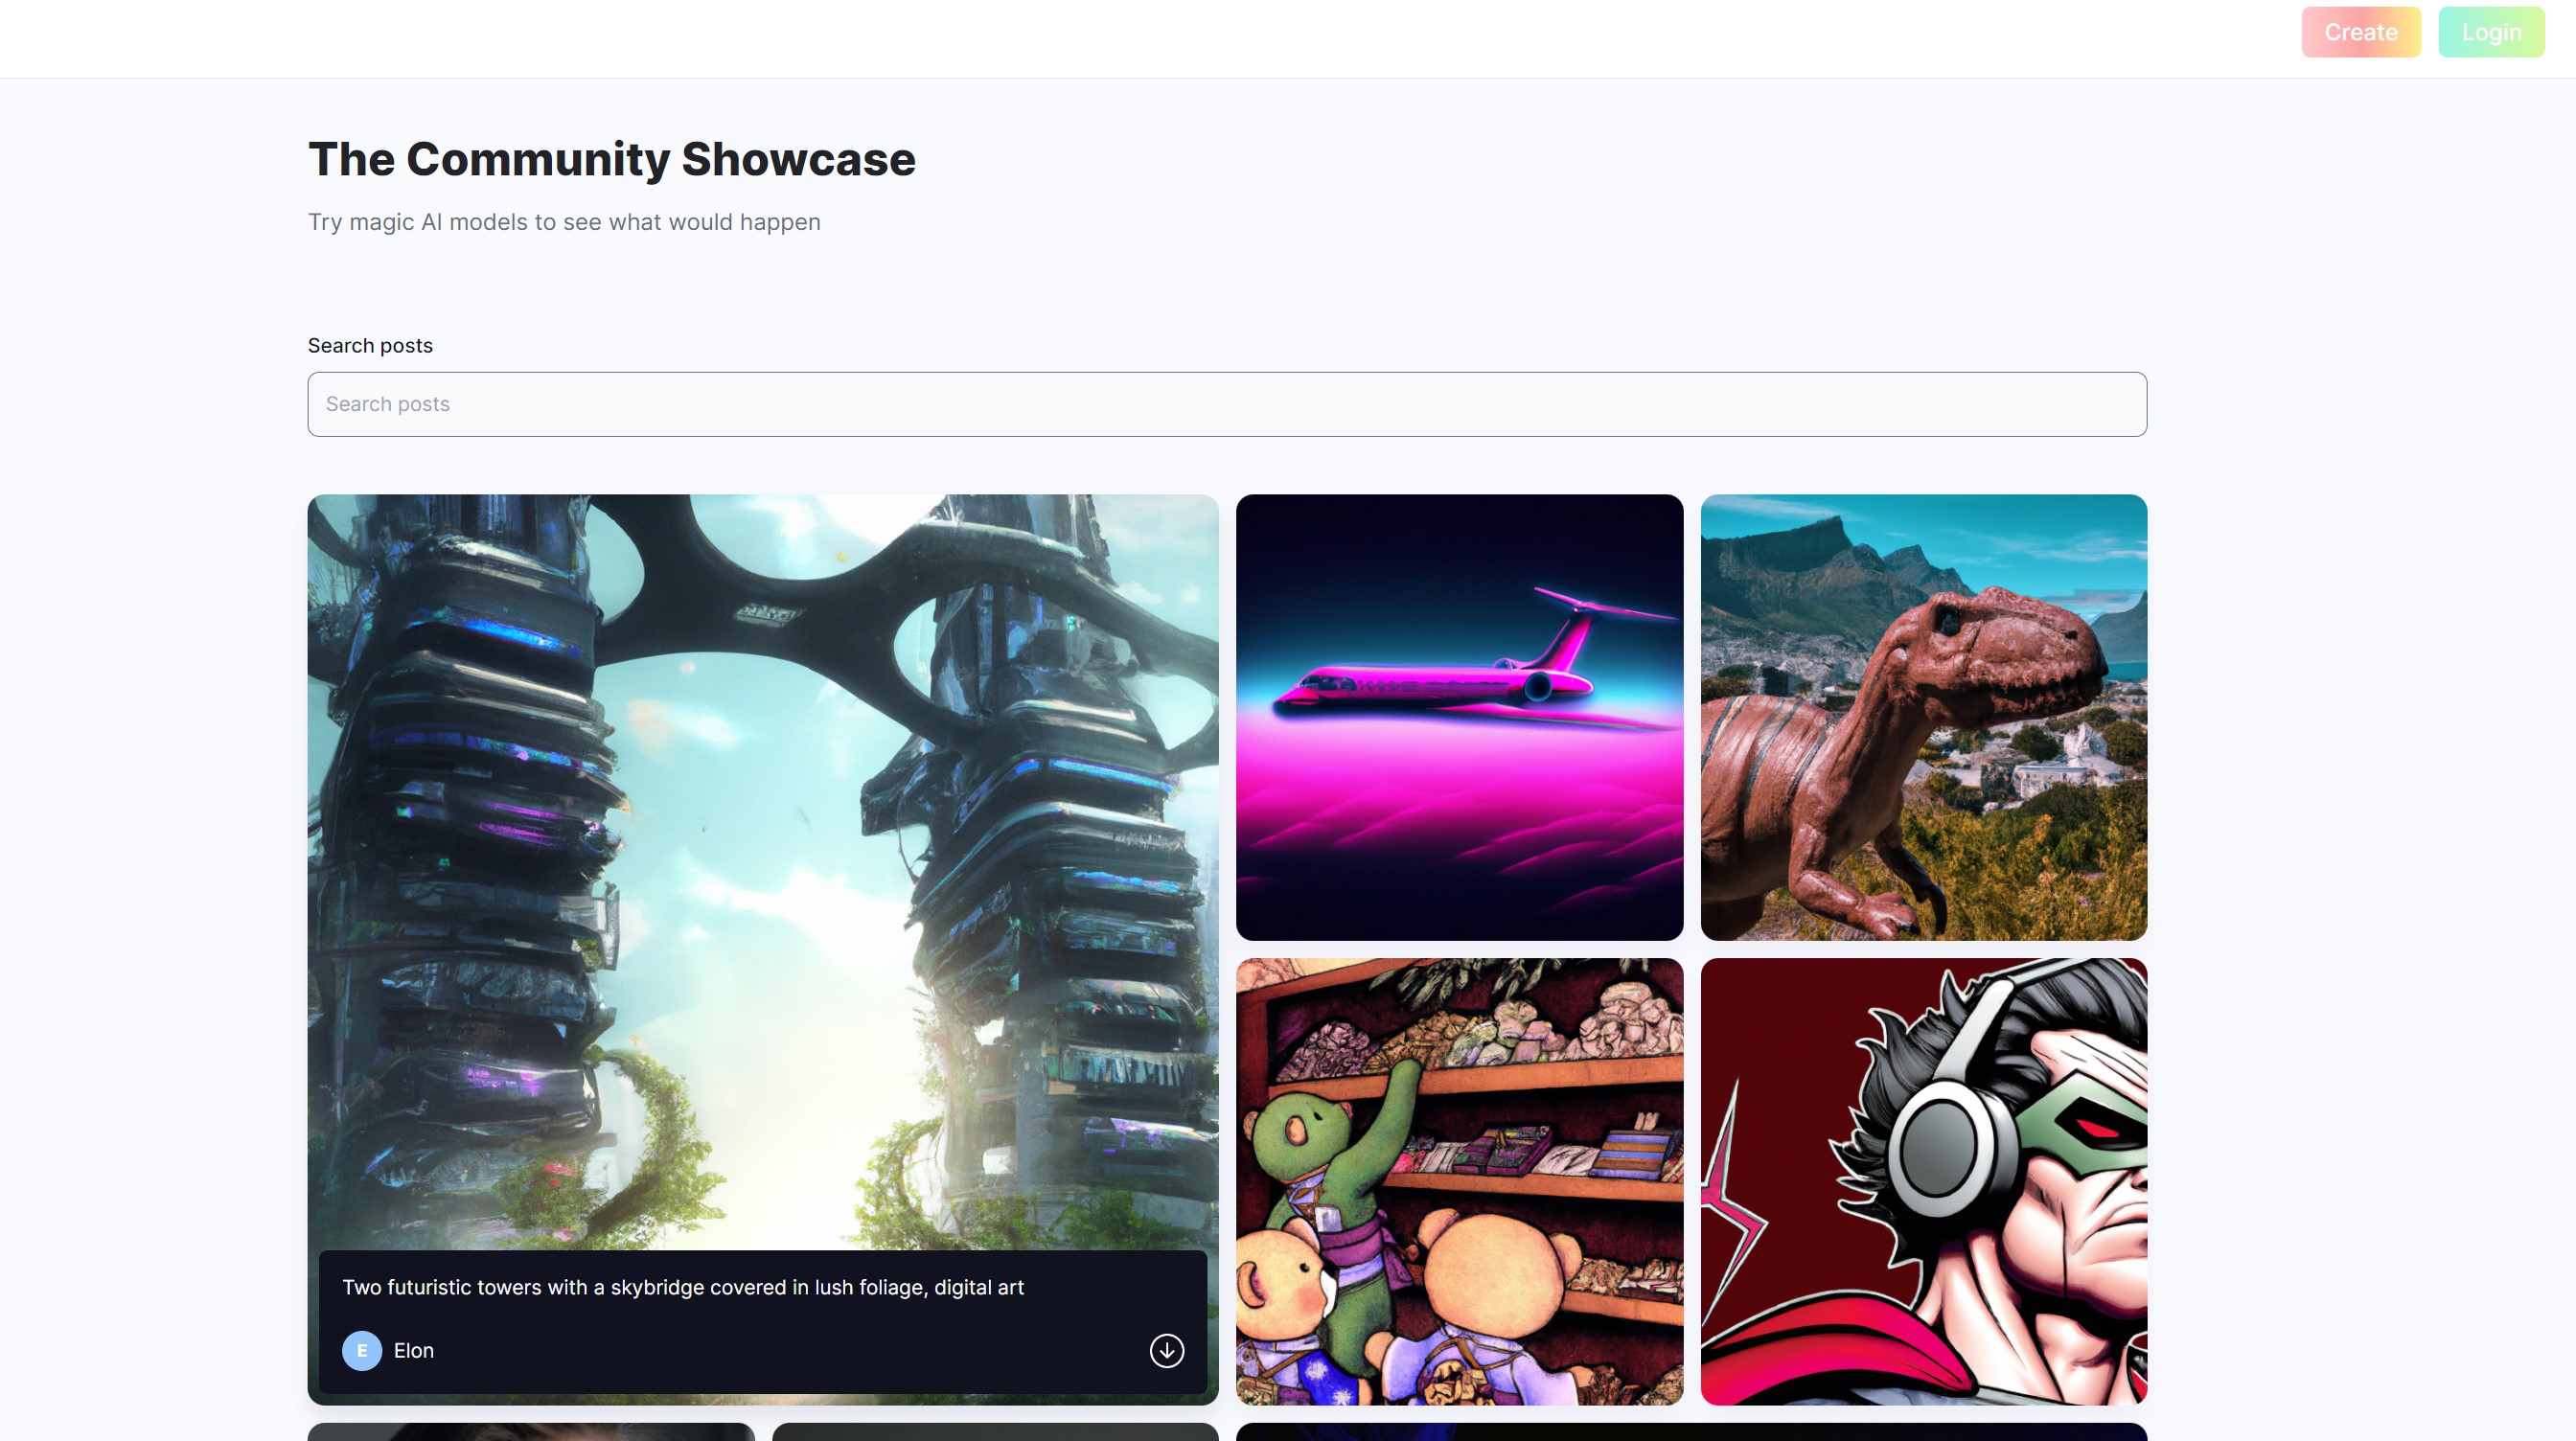 Create
Login
The Community Showcase
Try magic AI models to see what would happen
Search posts
Search posts
Two futuristic towers with a skybridge covered in lush foliage, digital art
E
Elon